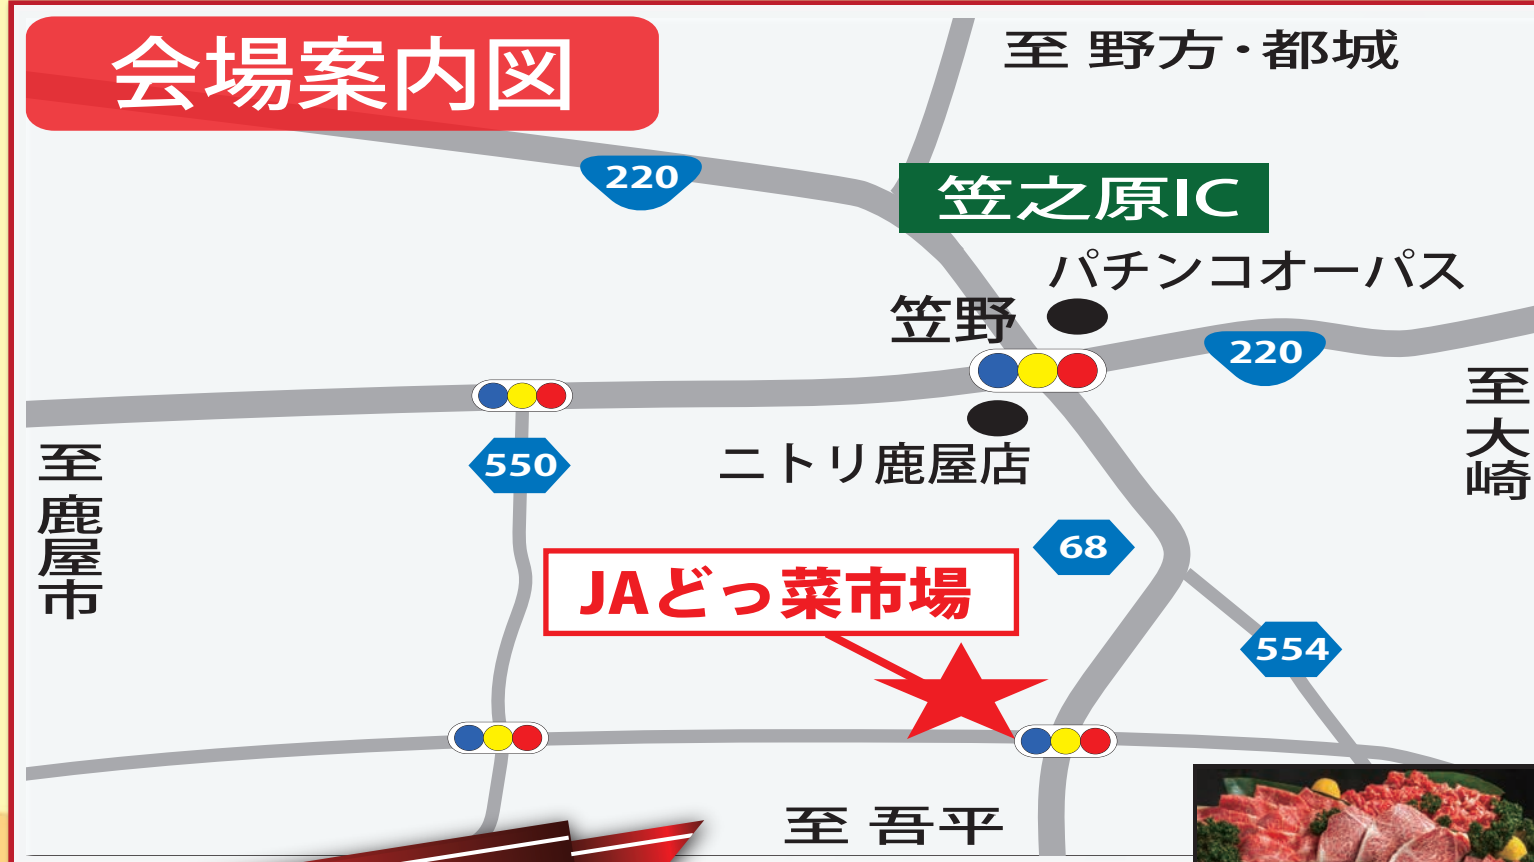 会場案内図
至 野方・都城
220
笠之原IC
パチンコオーパス
笠野
220
至大崎
至鹿屋市
550
ニトリ鹿屋店
68
JAどっ菜市場
554
至 吾平